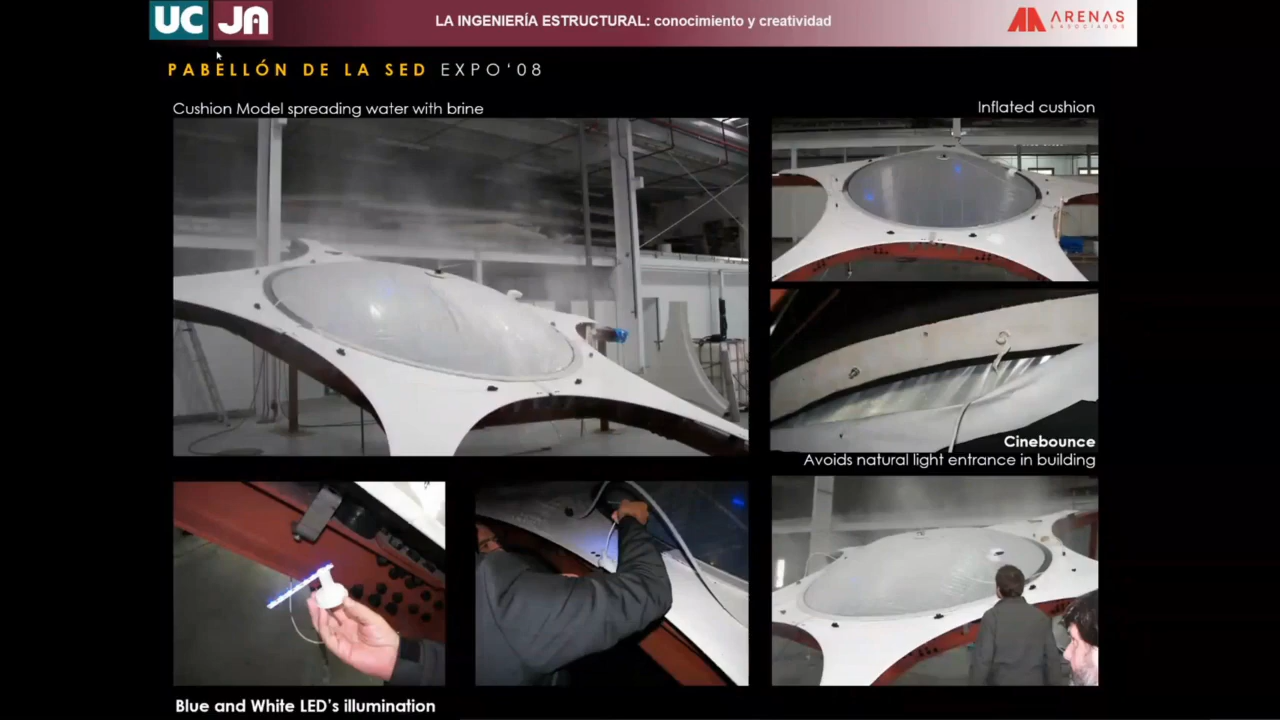 UC JA
LA INGENIERÍA ESTRUCTURAL: conocimiento y creatividad
ARENAS
& ASOCIADOS
PABELLÓN DE LA SED EXPO'08
Cushion Model spreading water with brine
Inflated cushion
Cinebounce
Avoids natural light entrance in building
Blue and White LED's illumination